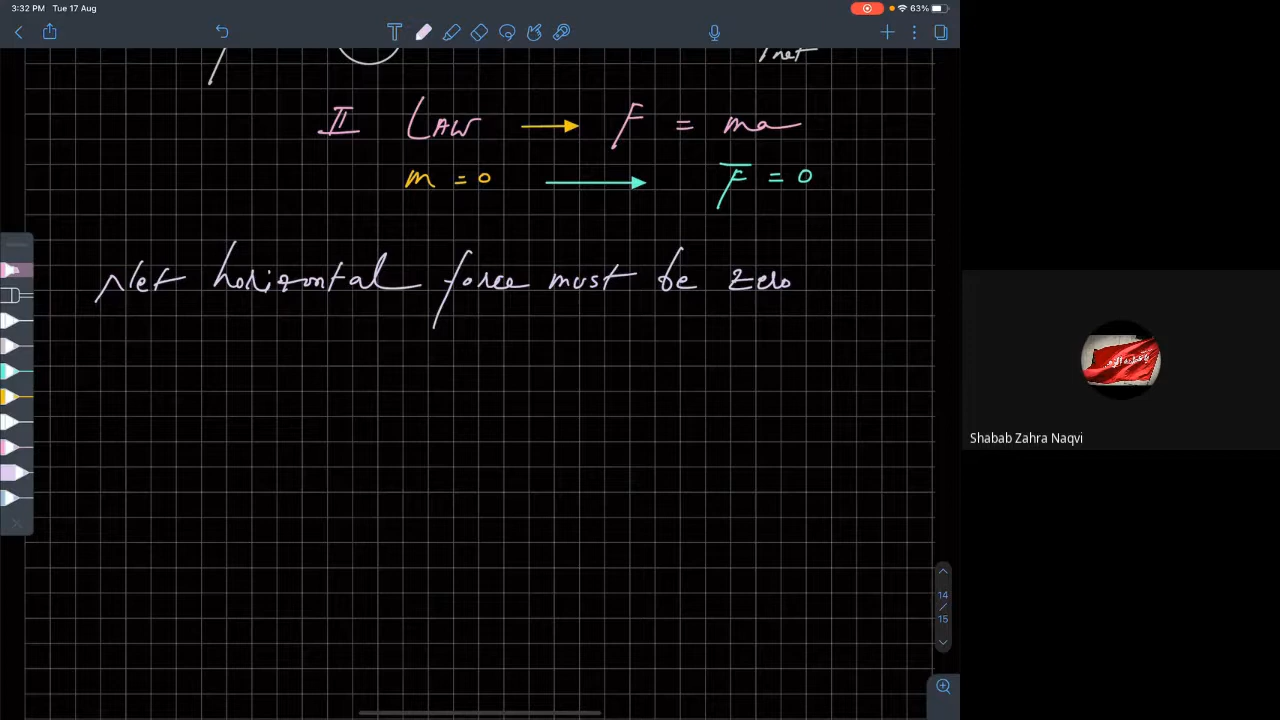 3:32 PM Tue 17 Aug
63%
net
II LAW → F = ma
m = 0 → F = 0
Net horizontal force must be zero
14
/
15
Shabab Zahra Naqvi